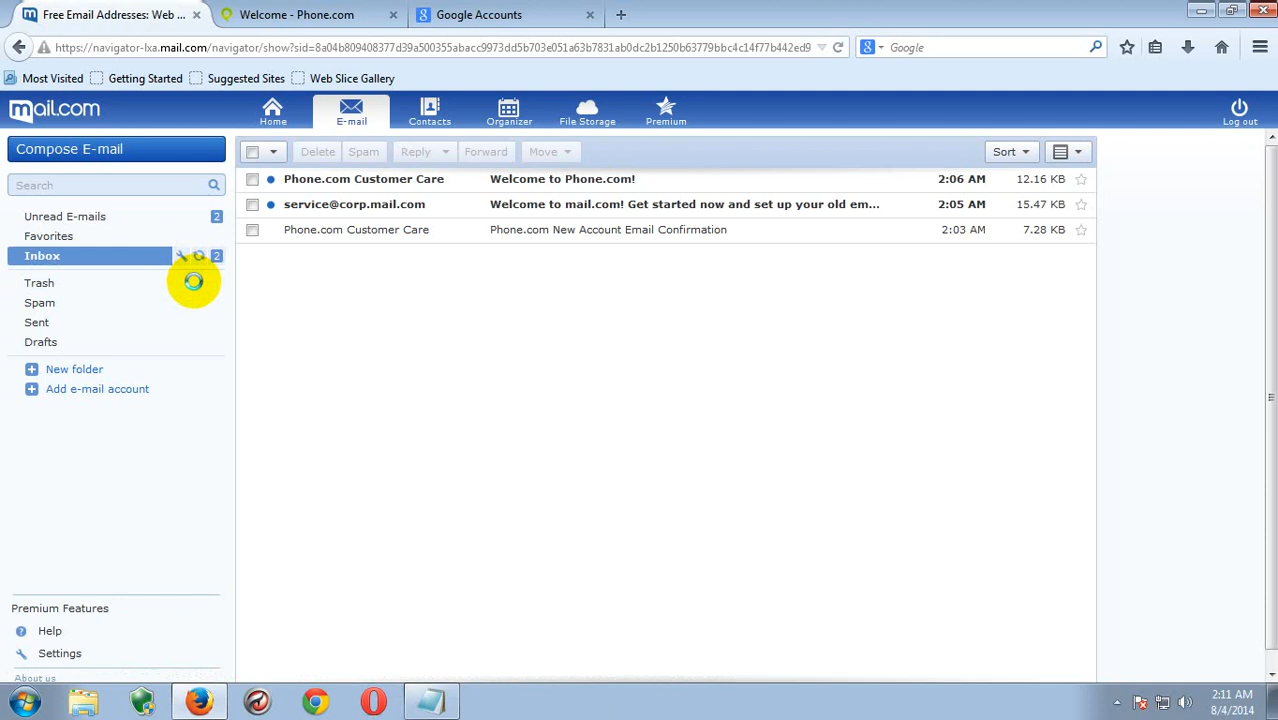 Free Email Addresses: Web ...
Welcome - Phone.com
Google Accounts
https://navigator-lxa.mail.com/navigator/show?sid=8a04b809408377d39a500355abacc9973dd5b703e051a63b7831ab0dc2b1250b63779bbc4c14f77b442ed9
Google
Most Visited
Getting Started
Suggested Sites
Web Slice Gallery
mail.com
Home
E-mail
Contacts
Organizer
File Storage
Premium
Log out
Compose E-mail
Delete
Spam
Reply
Forward
Move
Sort
Search
Phone.com Customer Care Welcome to Phone.com! 2:06 AM 12.16 KB
service@corp.mail.com Welcome to mail.com! Get started now and set up your old em... 2:05 AM 15.47 KB
Phone.com Customer Care Phone.com New Account Email Confirmation 2:03 AM 7.28 KB
Unread E-mails 2
Favorites
Inbox 2
Trash
Spam
Sent
Drafts
New folder
Add e-mail account
Premium Features
Help
Settings
About us
2:11 AM
8/4/2014